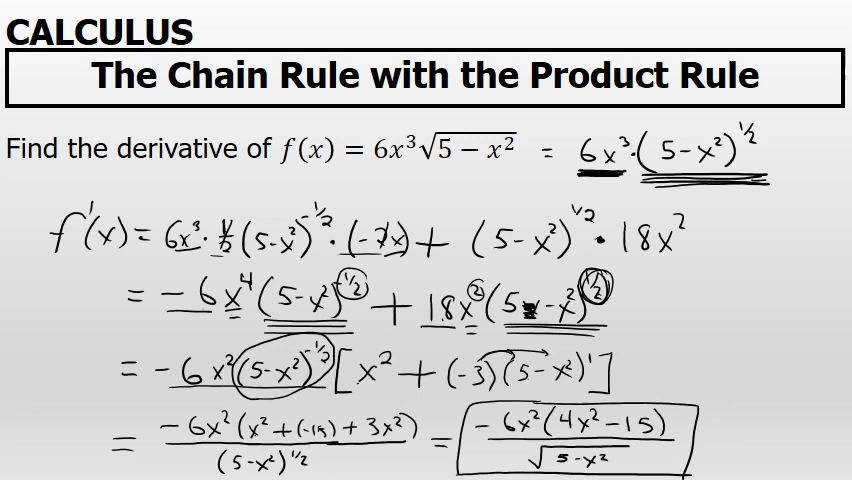 CALCULUS
The Chain Rule with the Product Rule
Find the derivative of f(x) = 6x³√(5 − x²) = 6x³·(5−x²)^½
f'(x) = 6x³ · ½(5−x²)^(-1/2) · (−2x) + (5−x²)^(1/2) · 18x²
= −6x⁴(5−x²)^(-1/2) + 18x²(5−x²)^(1/2)
= −6x²(5−x²)^(-1/2) [x² + (−3)(5−x²)¹]
= −6x²(x² + (−15) + 3x²) / (5−x²)^(1/2) = −6x²(4x²−15) / √(5−x²)